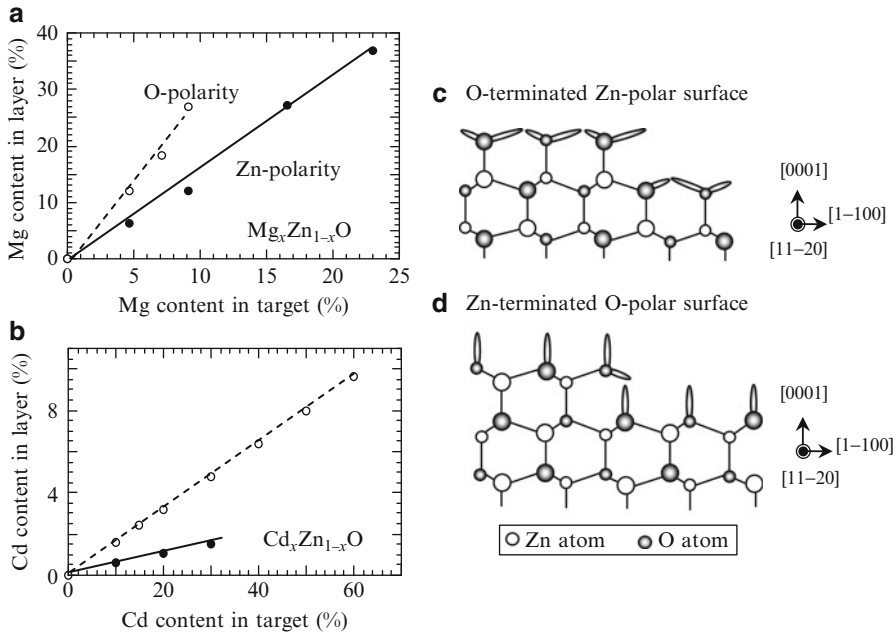 a
40
30
20
10
0
Mg content in layer (%)
O-polarity
Zn-polarity
MgₓZn₁₋ₓO
0 5 10 15 20 25
Mg content in target (%)
b
8
4
0
Cd content in layer (%)
CdₓZn₁₋ₓO
0 20 40 60
Cd content in target (%)
c O-terminated Zn-polar surface
[0001]
[1–100]
[11–20]
d Zn-terminated O-polar surface
[0001]
[1–100]
[11–20]
Zn atom O atom